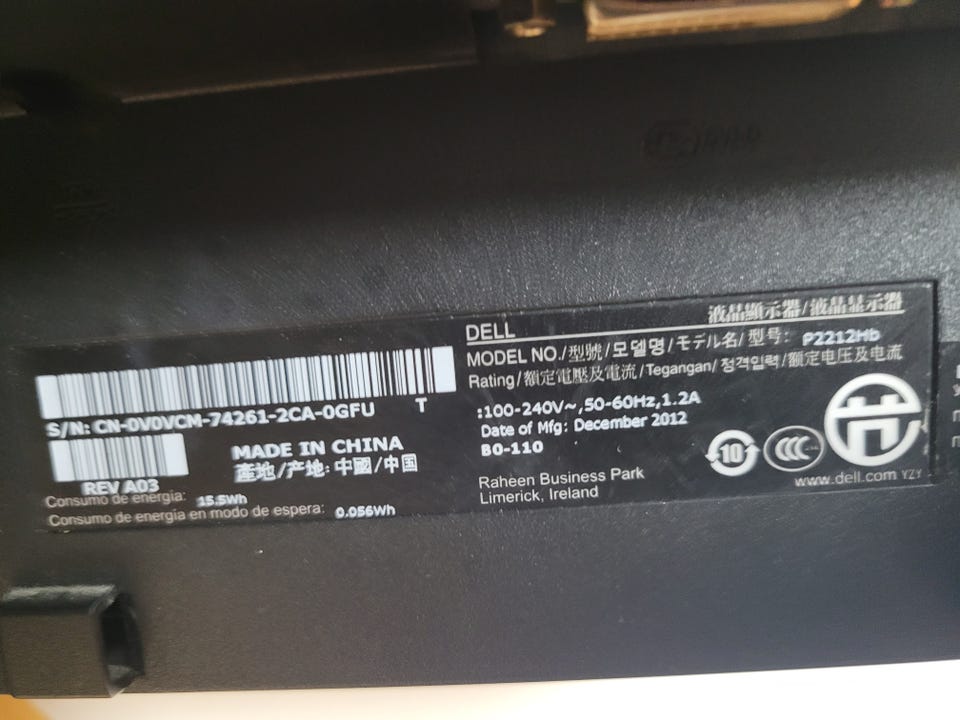 S/N: CN-0V0VCM-74261-2CA-0GFU T
REV A03
MADE IN CHINA
產地/产地: 中國/中国
Consumo de energia: 15.5Wh
Consumo de energía en modo de espera: 0.056Wh
液晶顯示器/液晶显示器
DELL
MODEL NO./型號/모델명/モデル名/型号: P2212Hb
Rating/額定電壓及電流/Tegangan/정격입력/额定电压及电流
:100-240V~,50-60Hz,1.2A
Date of Mfg: December 2012
B0-110
Raheen Business Park
Limerick, Ireland
10
CCC
www.dell.com YZY